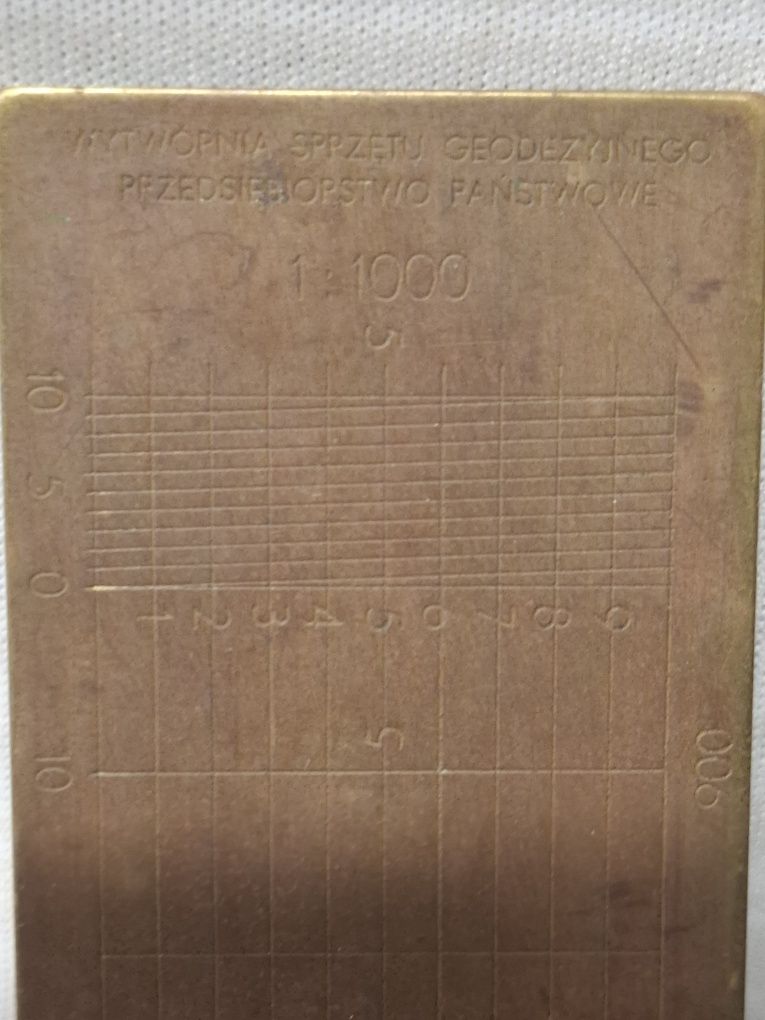 WYTWÓRNIA SPRZĘTU GEODEZYJNEGO
PRZEDSIĘBIORSTWO PAŃSTWOWE
1:1000
5
10
5
0
1 2 3 4 5 6 7 8 9
5
10
900